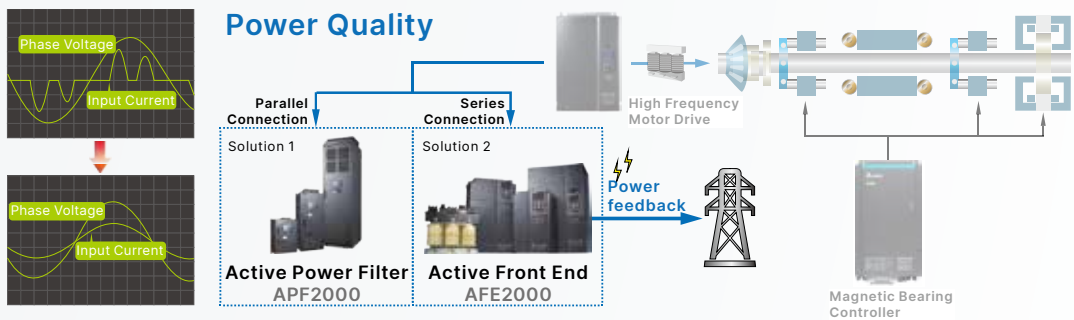 Power Quality
Phase Voltage
Input Current
Phase Voltage
Input Current
Parallel
Connection
Series
Connection
Solution 1
Active Power Filter
APF2000
Solution 2
Active Front End
AFE2000
Power
feedback
High Frequency
Motor Drive
Magnetic Bearing
Controller